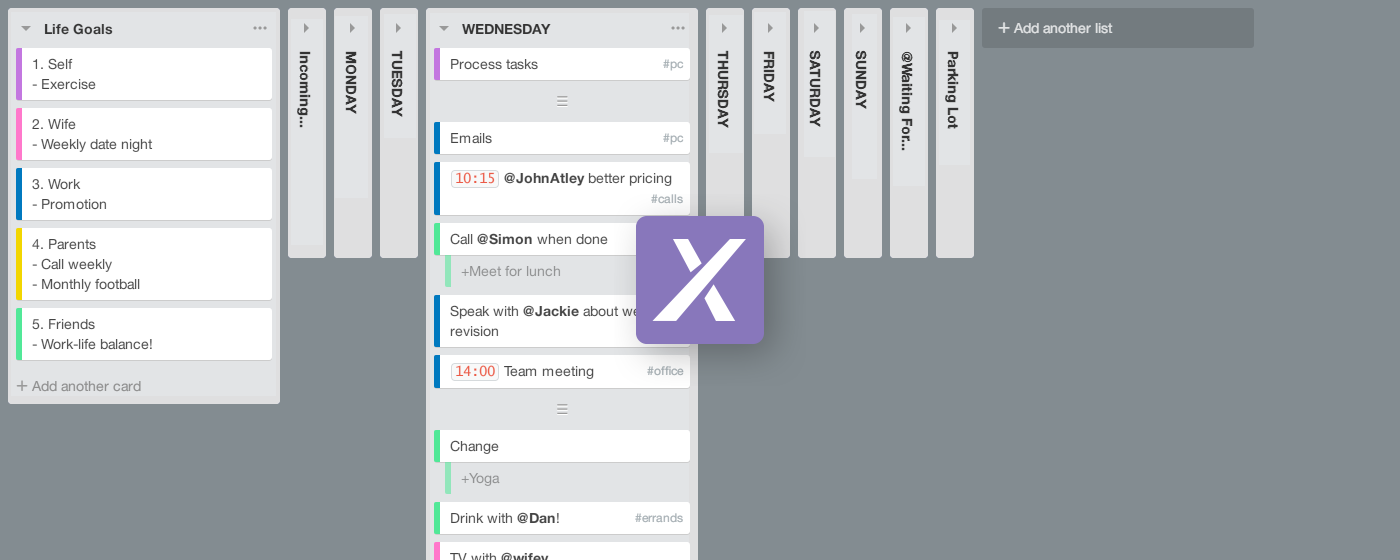 Life Goals
1. Self
- Exercise
2. Wife
- Weekly date night
3. Work
- Promotion
4. Parents
- Call weekly
- Monthly football
5. Friends
- Work-life balance!
+ Add another card
Incoming...
MONDAY
TUESDAY
WEDNESDAY
Process tasks #pc
Emails #pc
10:15 @JohnAtley better pricing
#calls
Call @Simon when done
+Meet for lunch
Speak with @Jackie about
revision
14:00 Team meeting #office
Change
+Yoga
Drink with @Dan! #errands
TV with @wifey
THURSDAY
FRIDAY
SATURDAY
SUNDAY
@Waiting For...
Parking Lot
+ Add another list